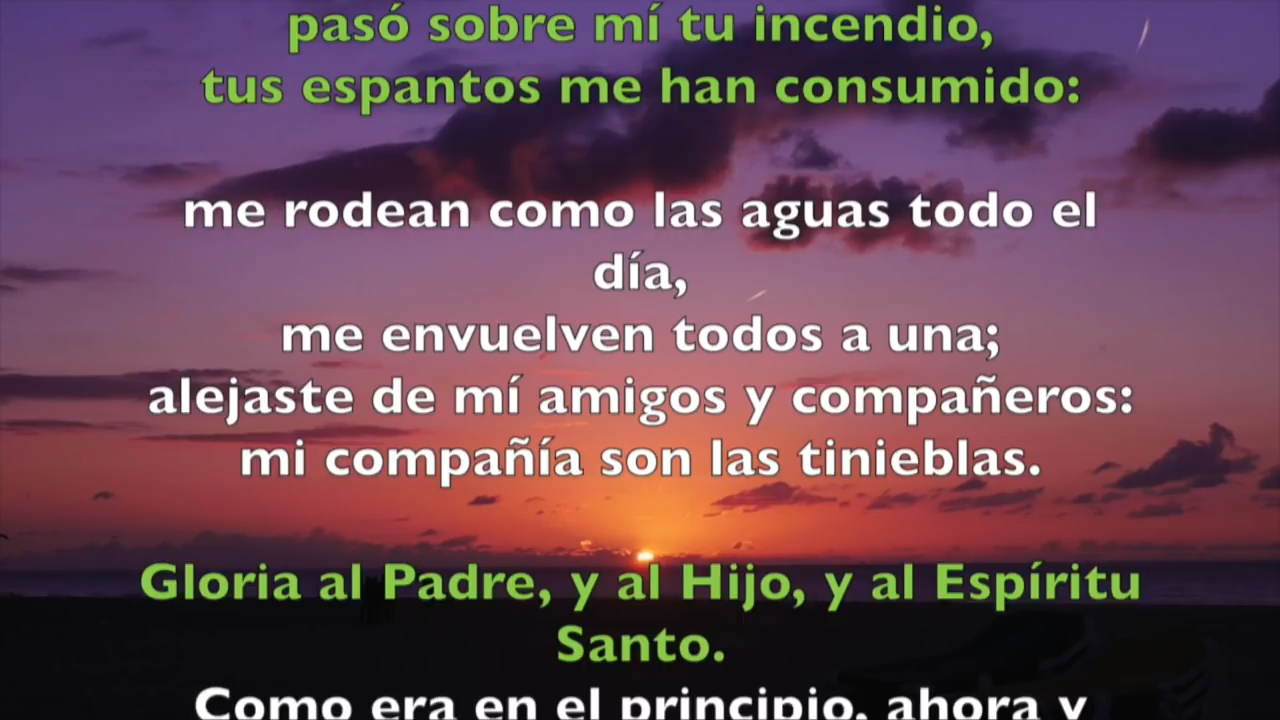 pasó sobre mí tu incendio,
tus espantos me han consumido:
me rodean como las aguas todo el
día,
me envuelven todos a una;
alejaste de mí amigos y compañeros:
mi compañía son las tinieblas.
Gloria al Padre, y al Hijo, y al Espíritu
Santo.
Como era en el principio, ahora y